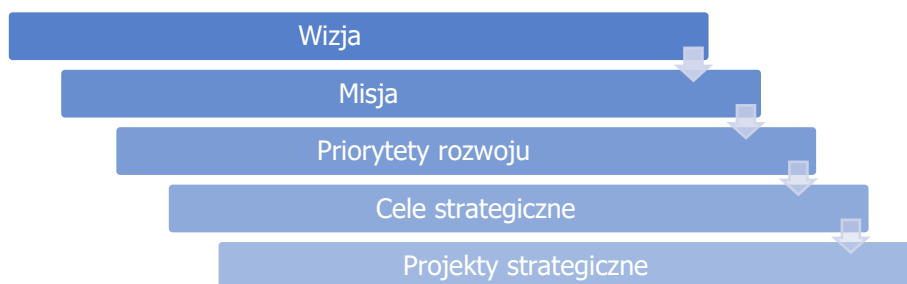 Wizja
Misja
Priorytety rozwoju
Cele strategiczne
Projekty strategiczne